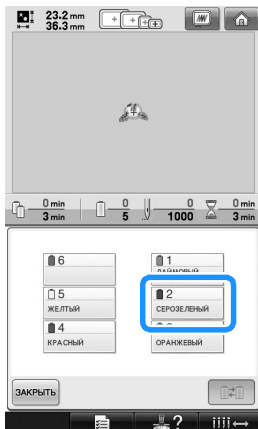 23.2 mm
36.3 mm
0 min
3 min
0
5
0
1000
0 min
3 min
6
1
5
ЖЕЛТЫЙ
2
СЕРОЗЕЛЕНЫЙ
4
КРАСНЫЙ
ОРАНЖЕВЫЙ
ЗАКРЫТЬ
?